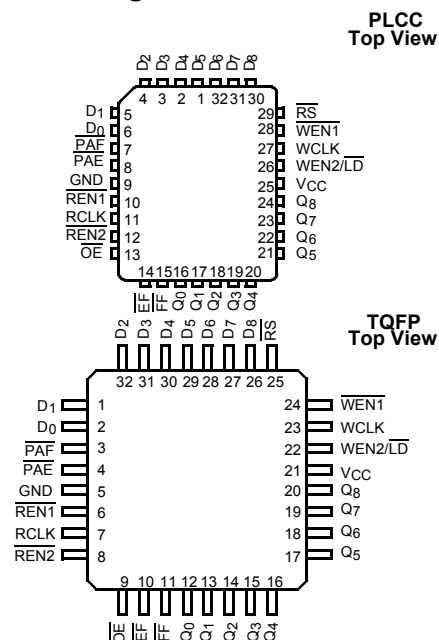 PLCC
Top View
D2 D3 D4 D5 D6 D7 D8
4 3 2 1 32 31 30
D1 5
D0 6
PAF 7
PAE 8
GND 9
REN1 10
RCLK 11
REN2 12
OE 13
29 RS
28 WEN1
27 WCLK
26 WEN2/LD
25 VCC
24 Q8
23 Q7
22 Q6
21 Q5
14 15 16 17 18 19 20
EF FF Q0 Q1 Q2 Q3 Q4
TQFP
Top View
D2 D3 D4 D5 D6 D7 D8 RS
32 31 30 29 28 27 26 25
D1 1
D0 2
PAF 3
PAE 4
GND 5
REN1 6
RCLK 7
REN2 8
24 WEN1
23 WCLK
22 WEN2/LD
21 VCC
20 Q8
19 Q7
18 Q6
17 Q5
9 10 11 12 13 14 15 16
OE EF FF Q0 Q1 Q2 Q3 Q4